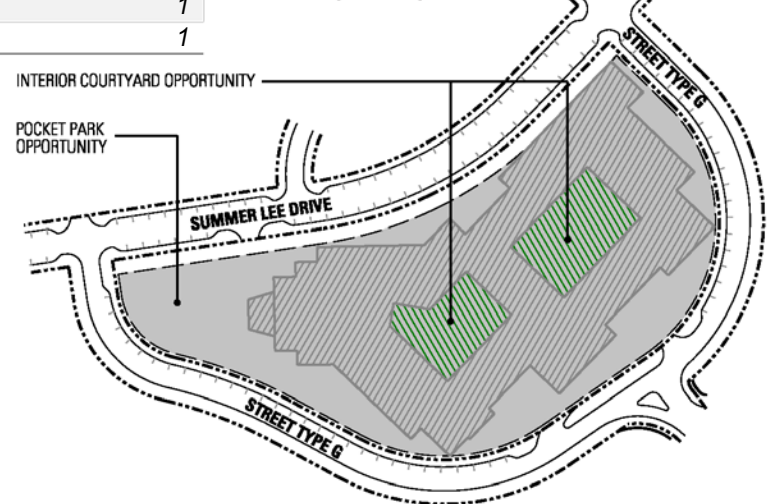 1
1
STREET TYPE G
INTERIOR COURTYARD OPPORTUNITY
POCKET PARK
OPPORTUNITY
SUMMER LEE DRIVE
STREET TYPE G